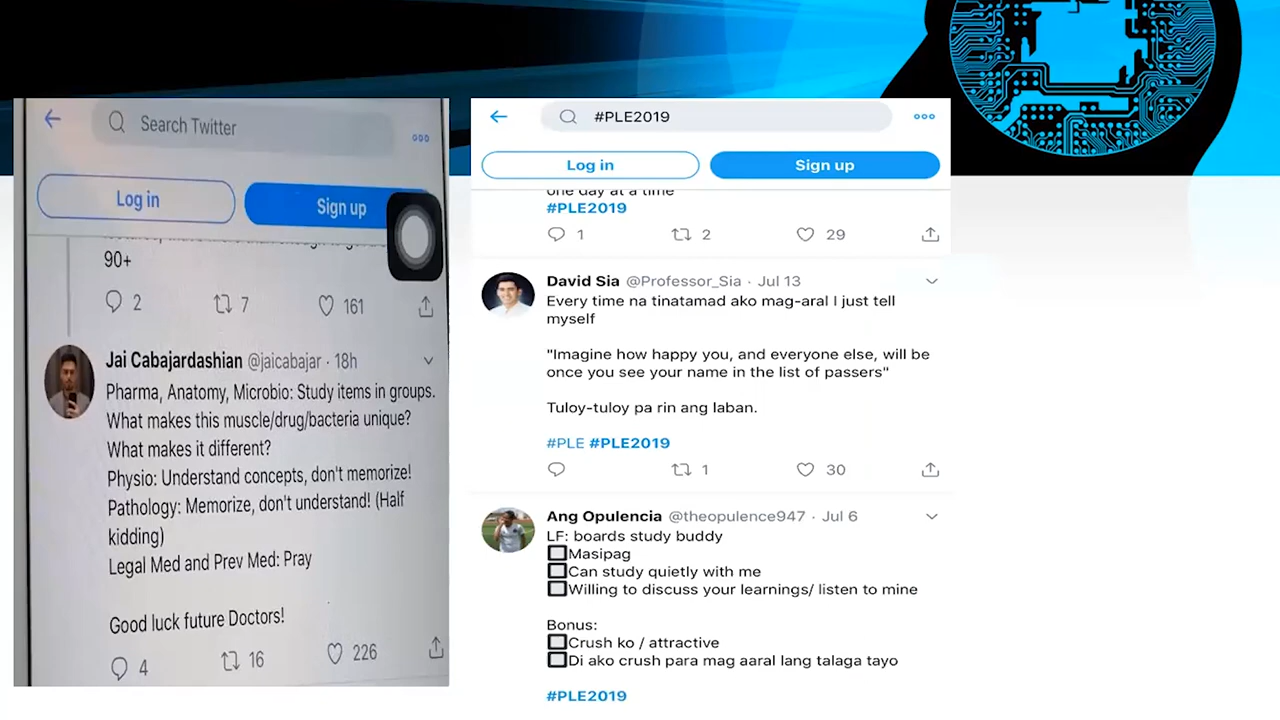 Search Twitter
Log in
Sign up
90+
2
7
161
Jai Cabajardashian @jaicabajar · 18h
Pharma, Anatomy, Microbio: Study items in groups.
What makes this muscle/drug/bacteria unique?
What makes it different?
Physio: Understand concepts, don't memorize!
Pathology: Memorize, don't understand! (Half
kidding)
Legal Med and Prev Med: Pray
Good luck future Doctors!
4
16
226
#PLE2019
Log in
Sign up
one day at a time
#PLE2019
1
2
29
David Sia @Professor_Sia · Jul 13
Every time na tinatamad ako mag-aral I just tell
myself
"Imagine how happy you, and everyone else, will be
once you see your name in the list of passers"
Tuloy-tuloy pa rin ang laban.
#PLE #PLE2019
1
30
Ang Opulencia @theopulence947 · Jul 6
LF: boards study buddy
Masipag
Can study quietly with me
Willing to discuss your learnings/ listen to mine
Bonus:
Crush ko / attractive
Di ako crush para mag aaral lang talaga tayo
#PLE2019